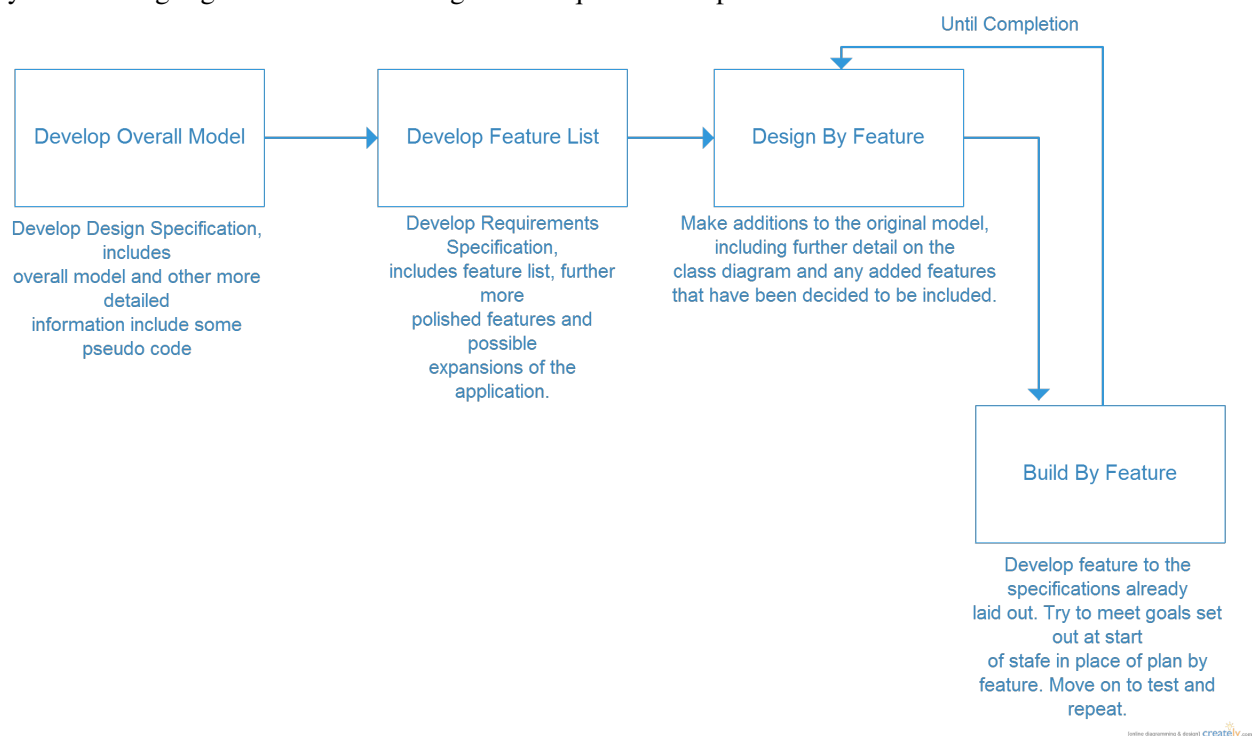 Until Completion
Develop Overall Model
Develop Feature List
Design By Feature
Develop Design Specification,
includes
overall model and other more
detailed
information include some
pseudo code
Develop Requirements
Specification,
includes feature list, further
more
polished features and
possible
expansions of the
application.
Make additions to the original model,
including further detail on the
class diagram and any added features
that have been decided to be included.
Build By Feature
Develop feature to the
specifications already
laid out. Try to meet goals set
out at start
of stafe in place of plan by
feature. Move on to test and
repeat.
[online diagramming & design] creately.com